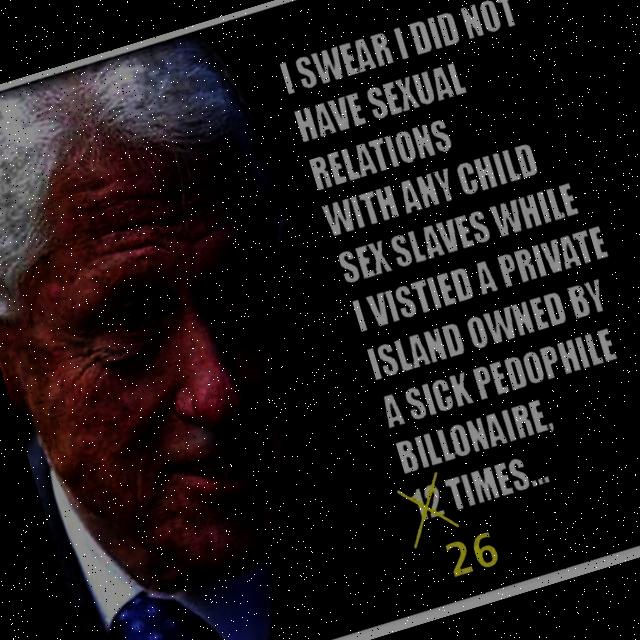 I SWEAR I DID NOT
HAVE SEXUAL
RELATIONS
WITH ANY CHILD
SEX SLAVES WHILE
I VISTIED A PRIVATE
ISLAND OWNED BY
A SICK PEDOPHILE
BILLONAIRE.
TIMES...
26